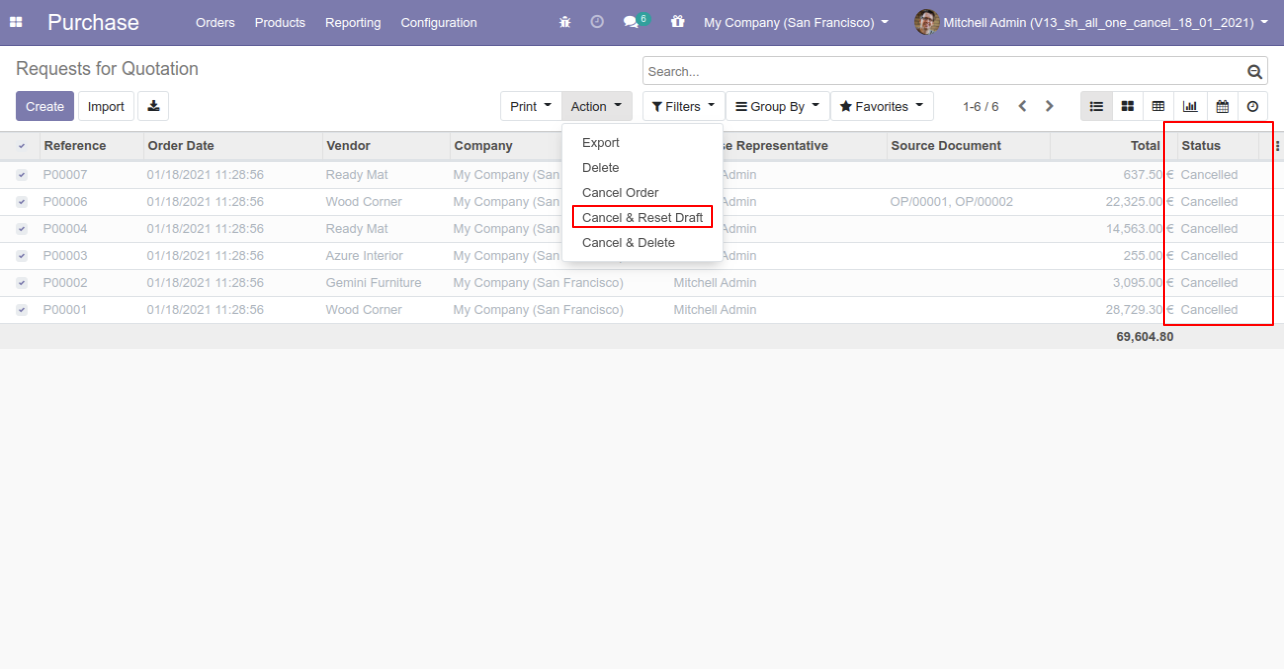 Purchase Orders Products Reporting Configuration 6 My Company (San Francisco) Mitchell Admin (V13_sh_all_one_cancel_18_01_2021)
Requests for Quotation Search...
Create Import Print Action Filters Group By Favorites 1-6 / 6
Export
Delete
Cancel Order
Cancel & Reset Draft
Cancel & Delete
Reference Order Date Vendor Company se Representative Source Document Total Status
P00007 01/18/2021 11:28:56 Ready Mat My Company (San Admin 637.50 € Cancelled
P00006 01/18/2021 11:28:56 Wood Corner My Company (San Admin OP/00001, OP/00002 22,325.00 € Cancelled
P00004 01/18/2021 11:28:56 Ready Mat My Company (San Admin 14,563.00 € Cancelled
P00003 01/18/2021 11:28:56 Azure Interior My Company (San Admin 255.00 € Cancelled
P00002 01/18/2021 11:28:56 Gemini Furniture My Company (San Francisco) Mitchell Admin 3,095.00 € Cancelled
P00001 01/18/2021 11:28:56 Wood Corner My Company (San Francisco) Mitchell Admin 28,729.30 € Cancelled
69,604.80